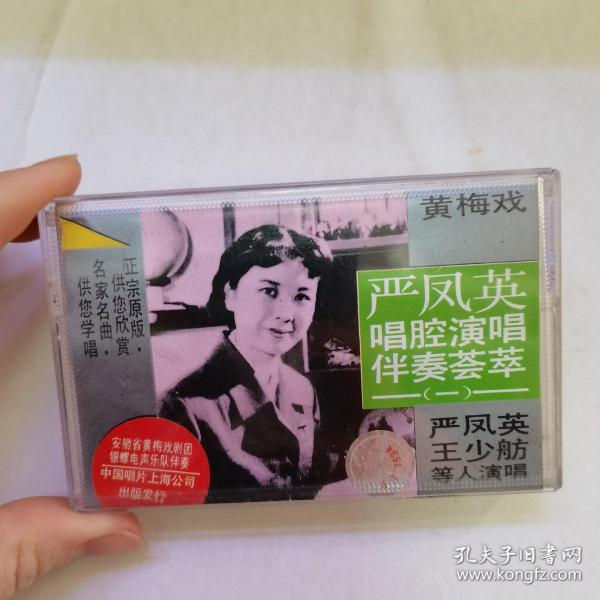 黄梅戏
严凤英
唱腔演唱
伴奏荟萃
(一)
严凤英
王少舫
等人演唱
正宗原版·
供您欣赏
名家名曲·
供您学唱
安徽省黄梅戏剧团
银蝶电声乐队伴奏
中国唱片上海公司
出版发行
孔夫子旧书网
www.kongfz.com